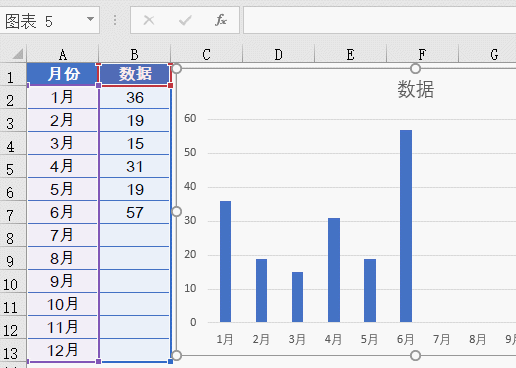 图表 5
fx
A B C D E F G
1 月份 数据
2 1月 36
3 2月 19
4 3月 15
5 4月 31
6 5月 19
7 6月 57
8 7月
9 8月
10 9月
11 10月
12 11月
13 12月
数据
60
50
40
30
20
10
0
1月 2月 3月 4月 5月 6月 7月 8月 9月